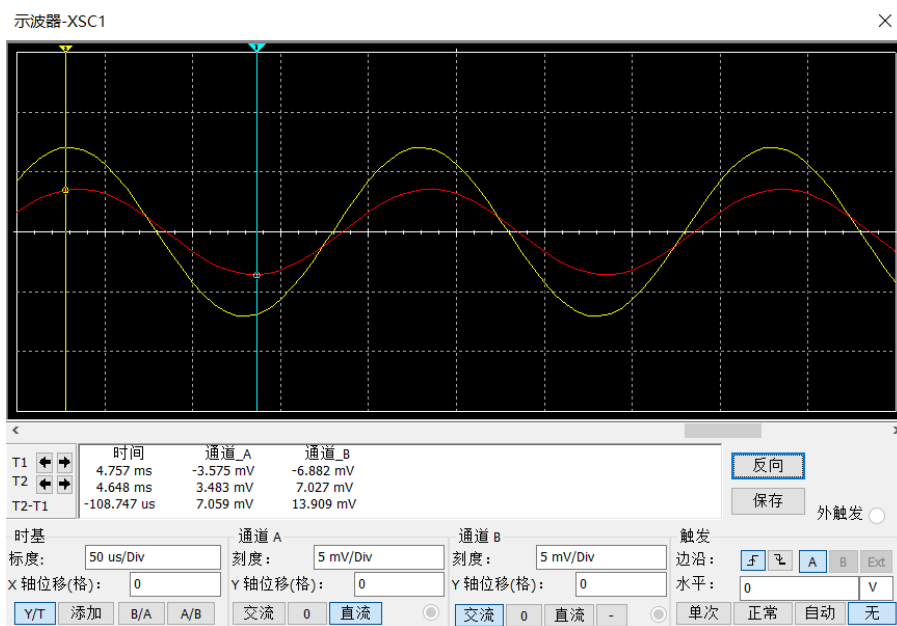 示波器-XSC1
时间 通道_A 通道_B
T1 4.757 ms -3.575 mV -6.882 mV
T2 4.648 ms 3.483 mV 7.027 mV
T2-T1 -108.747 us 7.059 mV 13.909 mV
反向
保存
外触发
时基 通道 A 通道 B 触发
标度: 50 us/Div 刻度: 5 mV/Div 刻度: 5 mV/Div 边沿: A B Ext
X 轴位移(格): 0 Y 轴位移(格): 0 Y 轴位移(格): 0 水平: 0 V
Y/T 添加 B/A A/B 交流 0 直流 交流 0 直流 - 单次 正常 自动 无